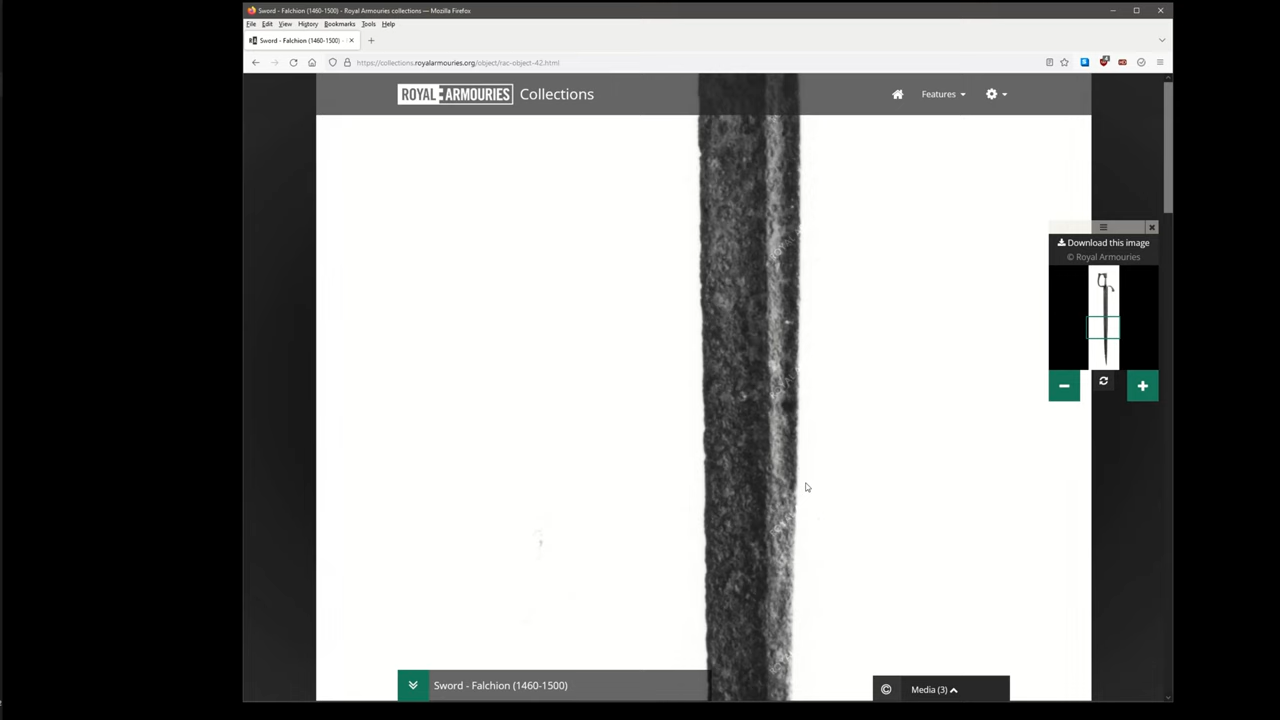 Sword - Falchion (1460-1500) - Royal Armouries collections — Mozilla Firefox
File Edit View History Bookmarks Tools Help
Sword - Falchion (1460-1500) -
https://collections.royalarmouries.org/object/rac-object-42.html
ROYAL ARMOURIES Collections
Features
Download this image
© Royal Armouries
Sword - Falchion (1460-1500)
Media (3)